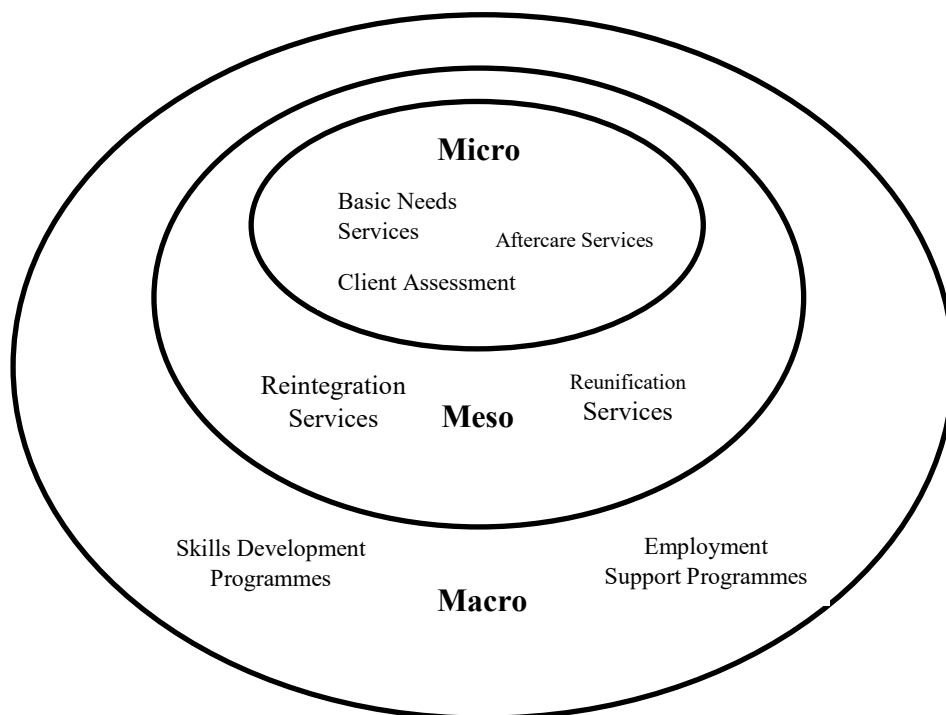 Micro
Basic Needs
Services
Aftercare Services
Client Assessment
Reintegration
Services
Meso
Reunification
Services
Skills Development
Programmes
Macro
Employment
Support Programmes